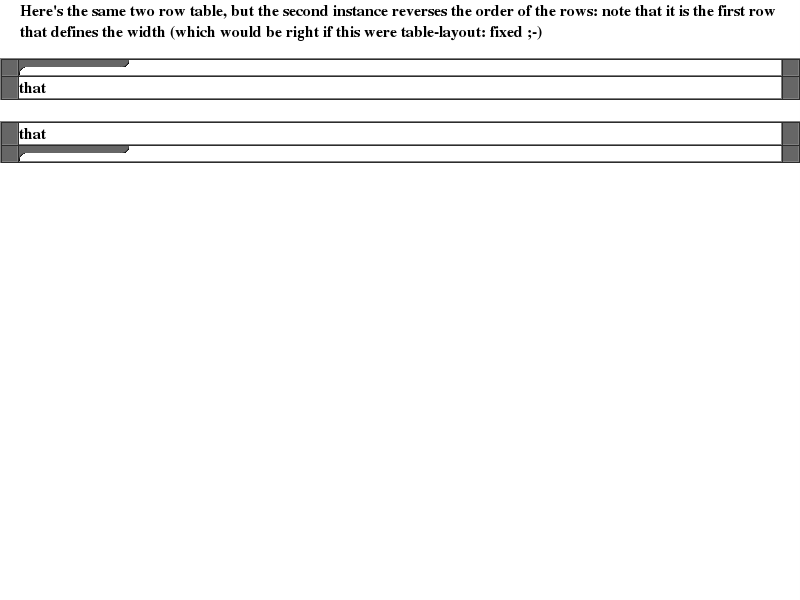 Here's the same two row table, but the second instance reverses the order of the rows: note that it is the first row
that defines the width (which would be right if this were table-layout: fixed ;-)
that
that